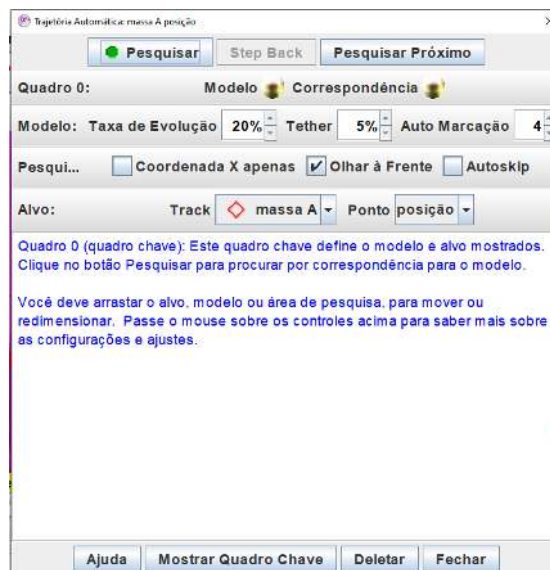 Trajetória Automática: massa A posição
Pesquisar Step Back Pesquisar Próximo
Quadro 0: Modelo Correspondência
Modelo: Taxa de Evolução 20% Tether 5% Auto Marcação 4
Pesqui... Coordenada X apenas Olhar à Frente Autoskip
Alvo: Track massa A Ponto posição
Quadro 0 (quadro chave): Este quadro chave define o modelo e alvo mostrados.
Clique no botão Pesquisar para procurar por correspondência para o modelo.
Você deve arrastar o alvo, modelo ou área de pesquisa, para mover ou
redimensionar. Passe o mouse sobre os controles acima para saber mais sobre
as configurações e ajustes.
Ajuda Mostrar Quadro Chave Deletar Fechar